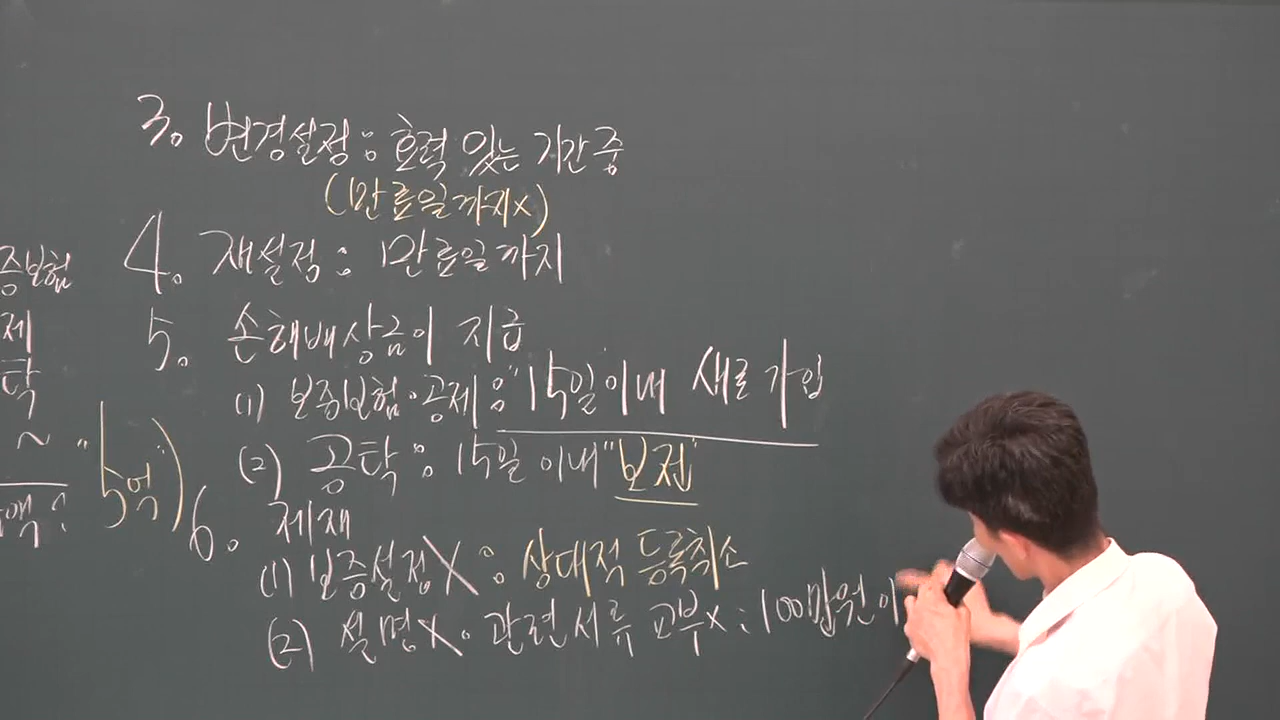 3. 변경설정 : 효력 있는 기간 중
(만료일까지x)
4. 재설정 : 만료일까지
5. 손해배상금이 지급
(1) 보증보험·공제 : "15일 이내 새로 가입
(2) 공탁 : 15일 이내 "보전"
6. 제재
(1) 보증설정X : 상대적 등록취소
(2) 설명X·관련서류 교부x : 100만원 이
증보험
제
탁
~ "5억")
액 :